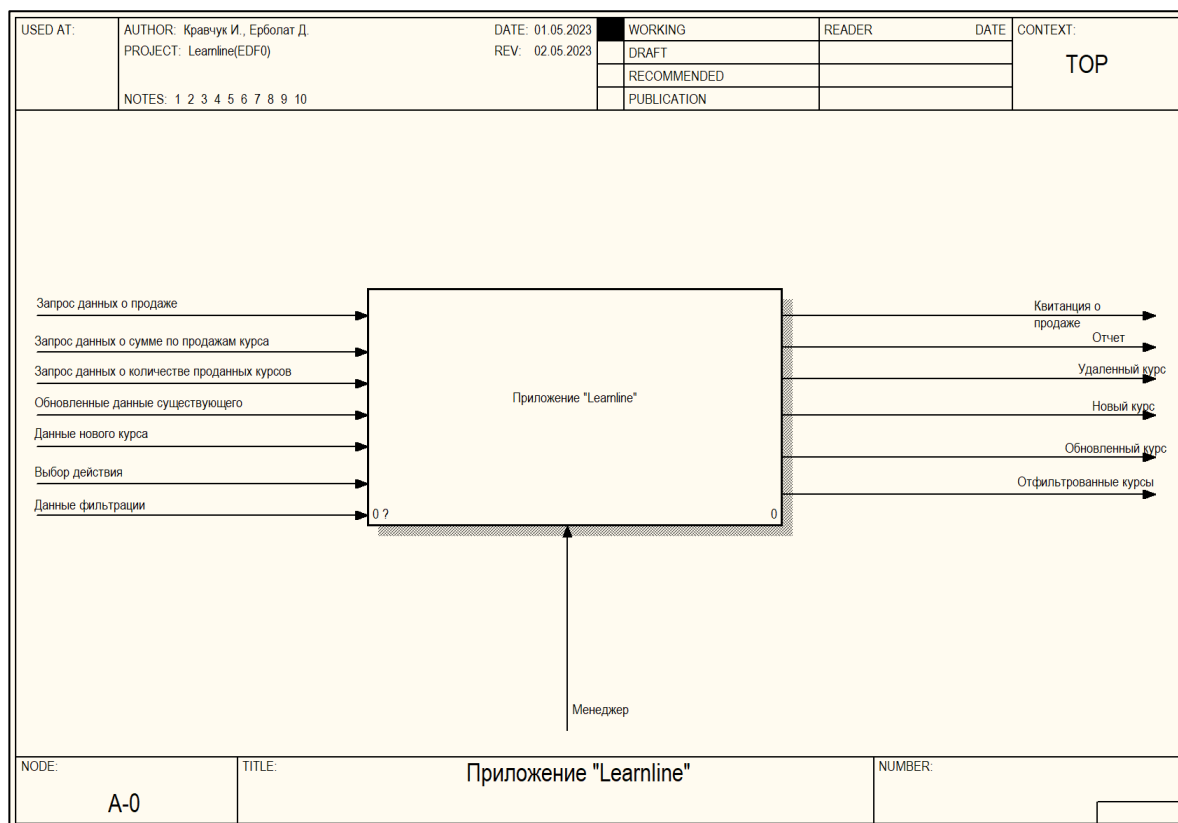 USED AT:
AUTHOR: Кравчук И., Ерболат Д.
DATE: 01.05.2023
PROJECT: Learnline(EDF0)
REV: 02.05.2023
NOTES: 1 2 3 4 5 6 7 8 9 10
WORKING
DRAFT
RECOMMENDED
PUBLICATION
READER DATE
CONTEXT:
TOP
Запрос данных о продаже
Запрос данных о сумме по продажам курса
Запрос данных о количестве проданных курсов
Обновленные данные существующего
Данные нового курса
Выбор действия
Данные фильтрации
Приложение "Learnline"
0 ?
0
Квитанция о
продаже
Отчет
Удаленный курс
Новый курс
Обновленный курс
Отфильтрованные курсы
Менеджер
NODE:
A-0
TITLE:
Приложение "Learnline"
NUMBER: